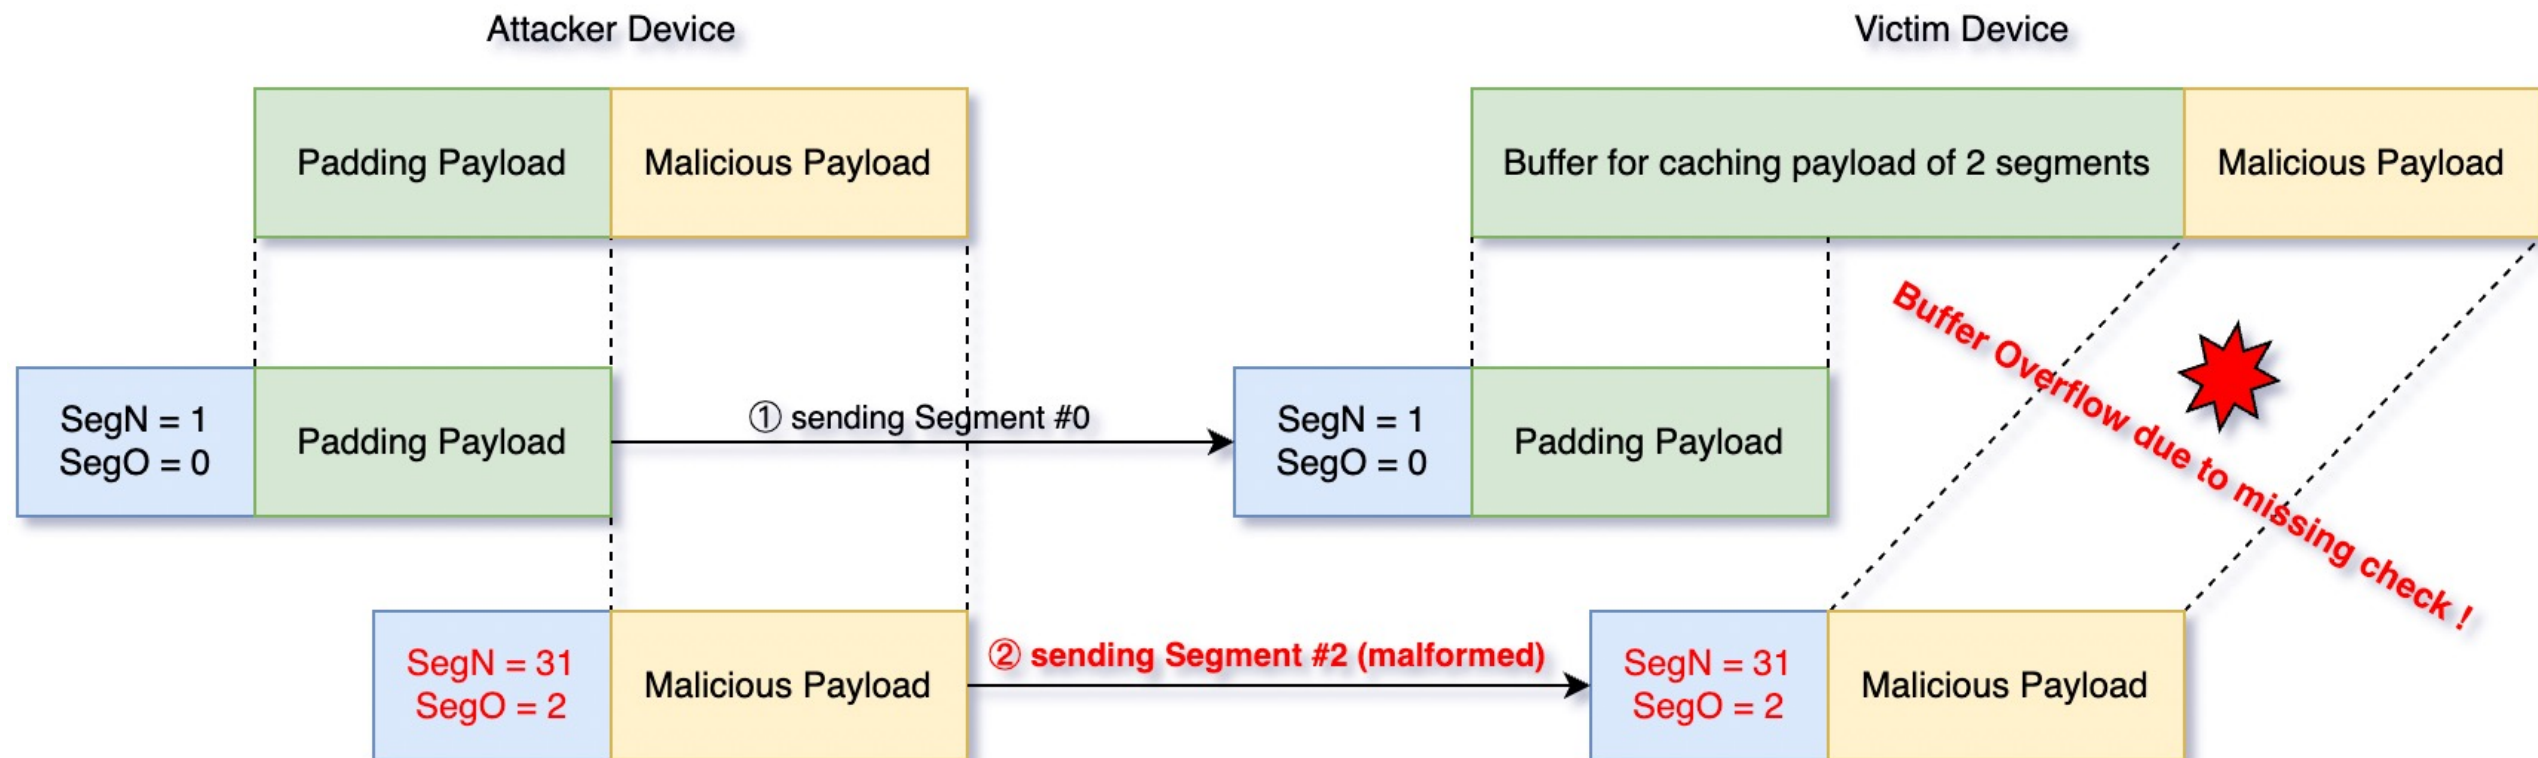 Attacker Device
Victim Device
Padding Payload
Malicious Payload
Buffer for caching payload of 2 segments
Malicious Payload
Buffer Overflow due to missing check !
SegN = 1
SegO = 0
Padding Payload
① sending Segment #0
SegN = 1
SegO = 0
Padding Payload
SegN = 31
SegO = 2
Malicious Payload
② sending Segment #2 (malformed)
SegN = 31
SegO = 2
Malicious Payload